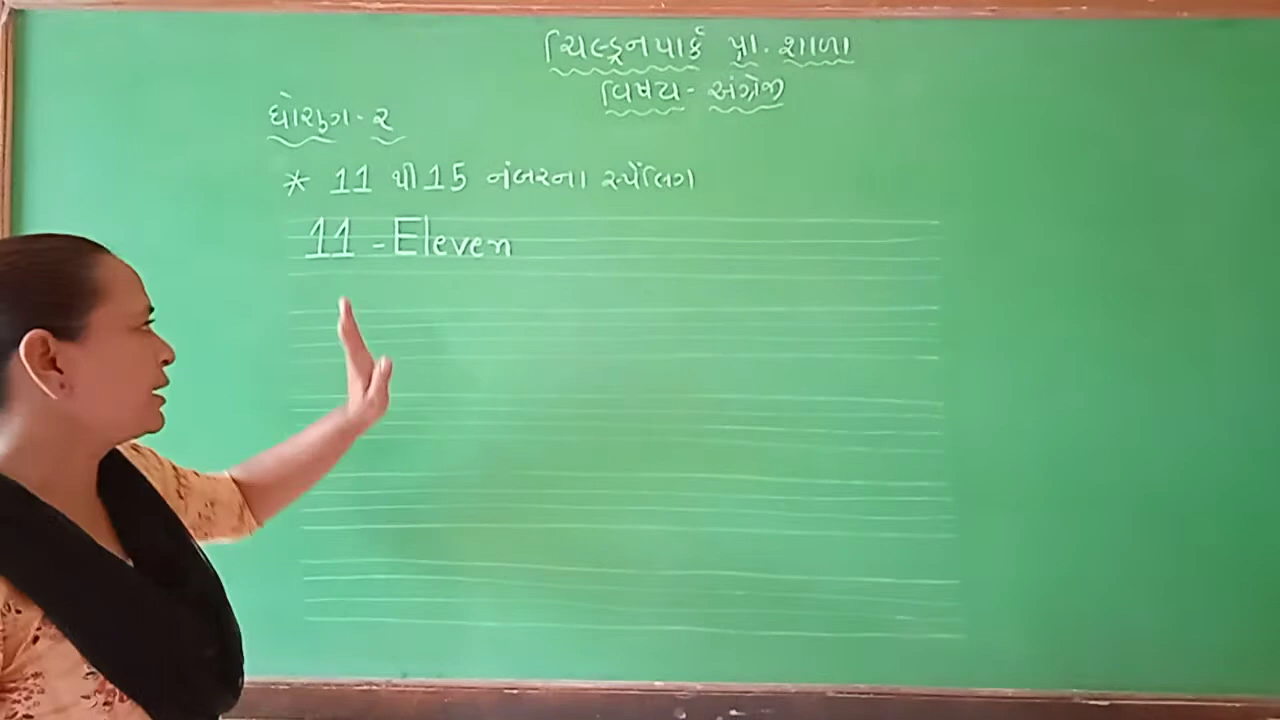 ચિલ્ડ્રનપાર્ક પ્રા. શાળા
વિષય- અંગ્રેજી
ધોરણ - ૨
* 11 થી 15 નંબરના સ્પેંલિગ
11 - Eleven